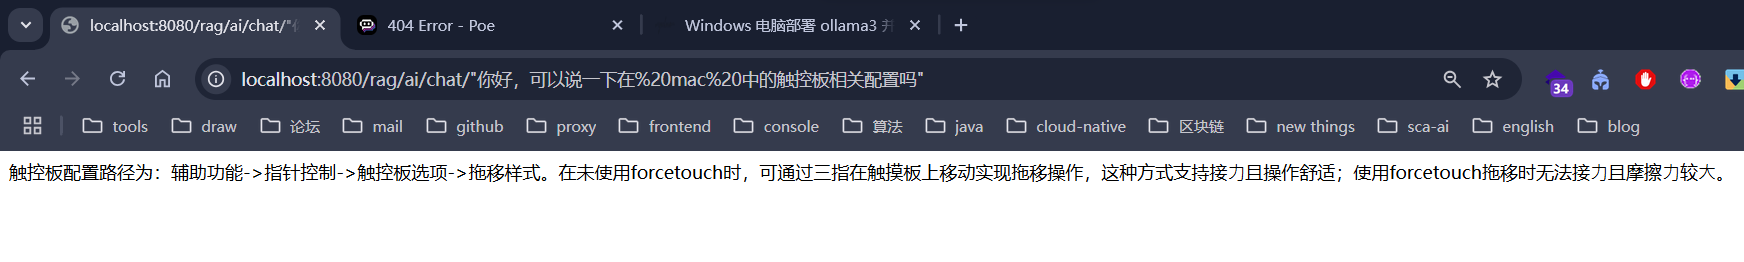 localhost:8080/rag/ai/chat/"
404 Error - Poe
Windows 电脑部署 ollama3 并
localhost:8080/rag/ai/chat/"你好，可以说一下在%20mac%20中的触控板相关配置吗"
34
tools draw 论坛 mail github proxy frontend console 算法 java cloud-native 区块链 new things sca-ai english blog
触控板配置路径为：辅助功能->指针控制->触控板选项->拖移样式。在未使用forcetouch时，可通过三指在触摸板上移动实现拖移操作，这种方式支持接力且操作舒适；使用forcetouch拖移时无法接力且摩擦力较大。